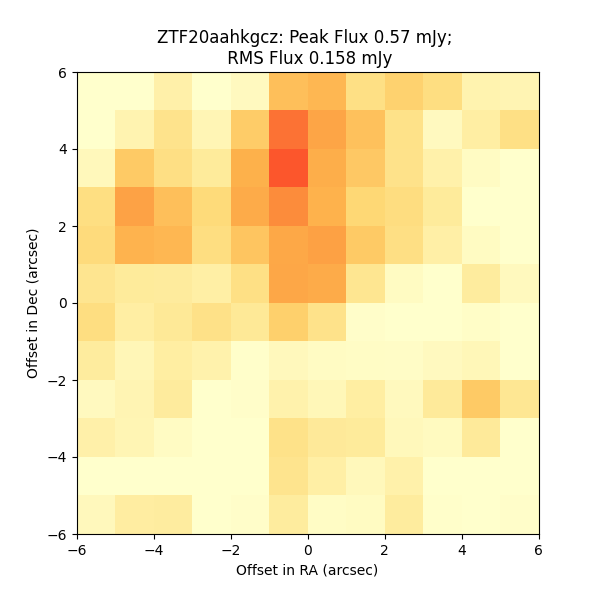 ZTF20aahkgcz: Peak Flux 0.57 mJy;
RMS Flux 0.158 mJy
6
4
2
0
−2
−4
−6
Offset in Dec (arcsec)
−6 −4 −2 0 2 4 6
Offset in RA (arcsec)